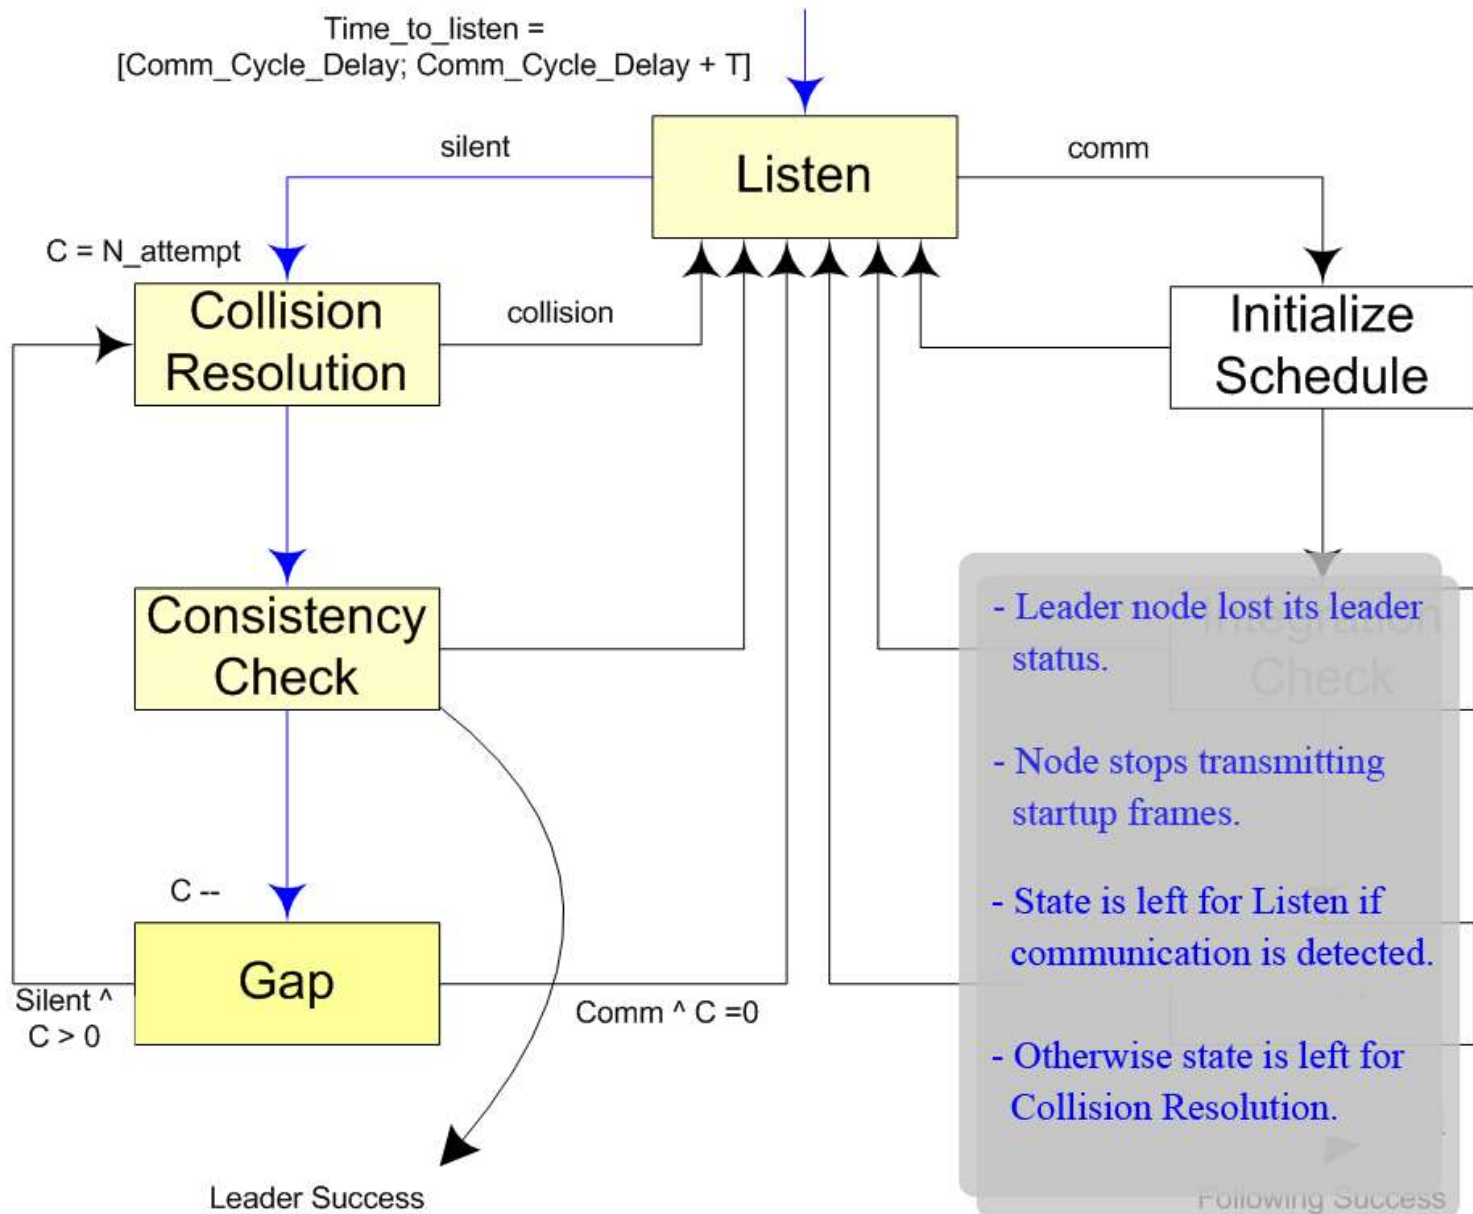 Time_to_listen =
[Comm_Cycle_Delay; Comm_Cycle_Delay + T]
silent
Listen
comm
C = N_attempt
Collision
Resolution
collision
Initialize
Schedule
Consistency
Check
Integration
Check
- Leader node lost its leader
status.
- Node stops transmitting
startup frames.
- State is left for Listen if
communication is detected.
- Otherwise state is left for
Collision Resolution.
C --
Gap
Silent ^
C > 0
Comm ^ C =0
Leader Success
Following Success